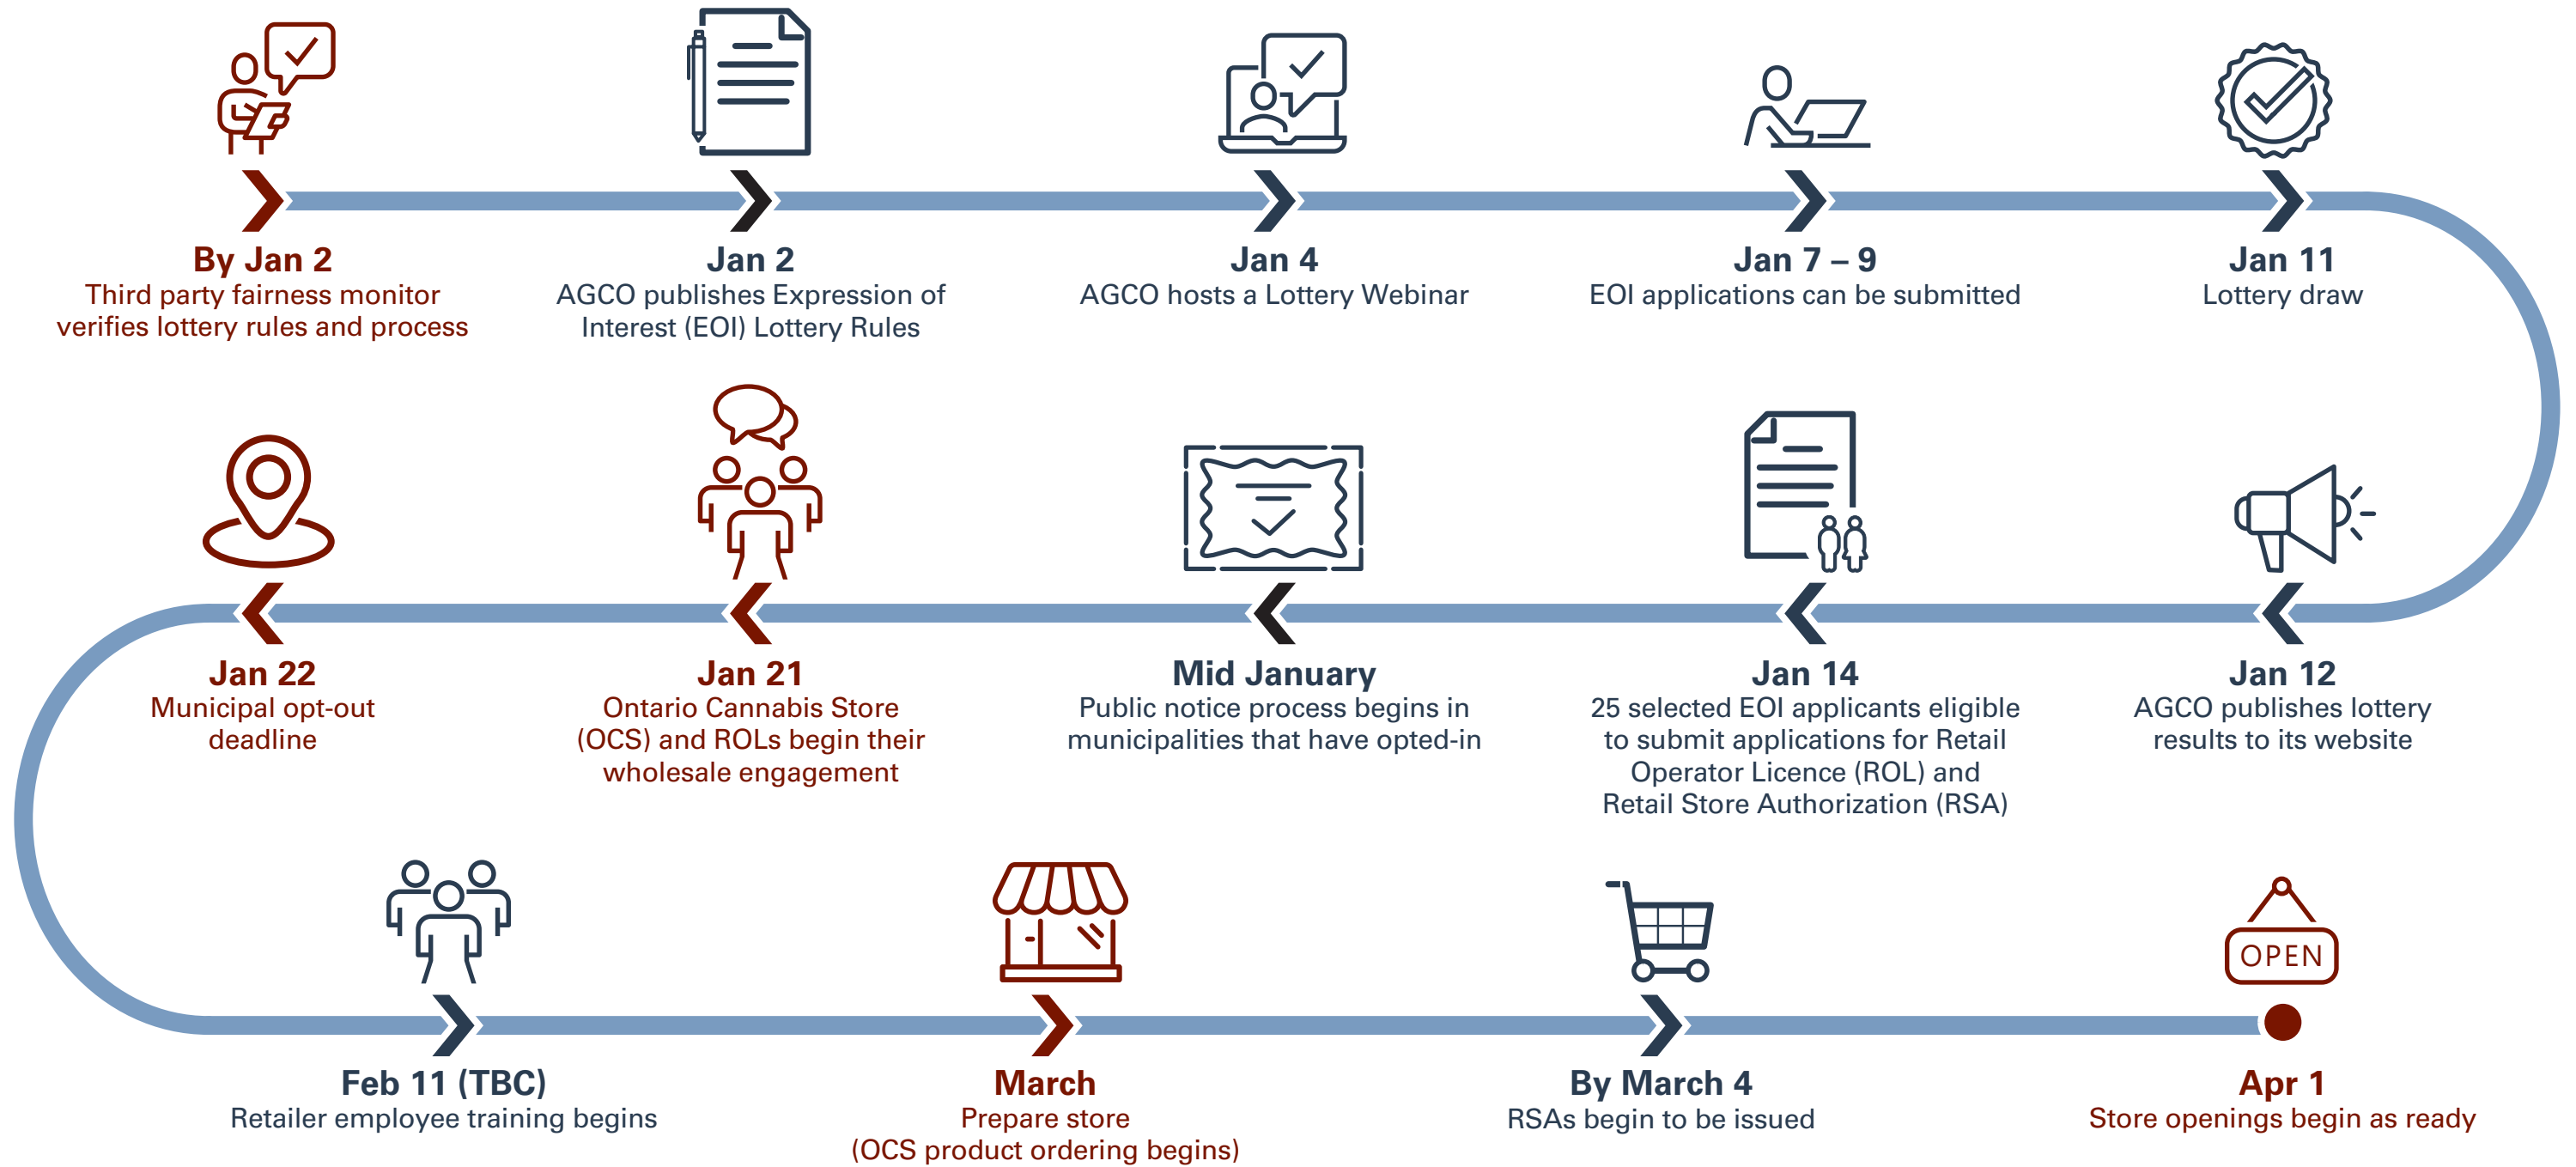 By Jan 2
Third party fairness monitor
verifies lottery rules and process
Jan 2
AGCO publishes Expression of
Interest (EOI) Lottery Rules
Jan 4
AGCO hosts a Lottery Webinar
Jan 7 – 9
EOI applications can be submitted
Jan 11
Lottery draw
Jan 12
AGCO publishes lottery
results to its website
Jan 14
25 selected EOI applicants eligible
to submit applications for Retail
Operator Licence (ROL) and
Retail Store Authorization (RSA)
Mid January
Public notice process begins in
municipalities that have opted-in
Jan 21
Ontario Cannabis Store
(OCS) and ROLs begin their
wholesale engagement
Jan 22
Municipal opt-out
deadline
Feb 11 (TBC)
Retailer employee training begins
March
Prepare store
(OCS product ordering begins)
By March 4
RSAs begin to be issued
OPEN
Apr 1
Store openings begin as ready